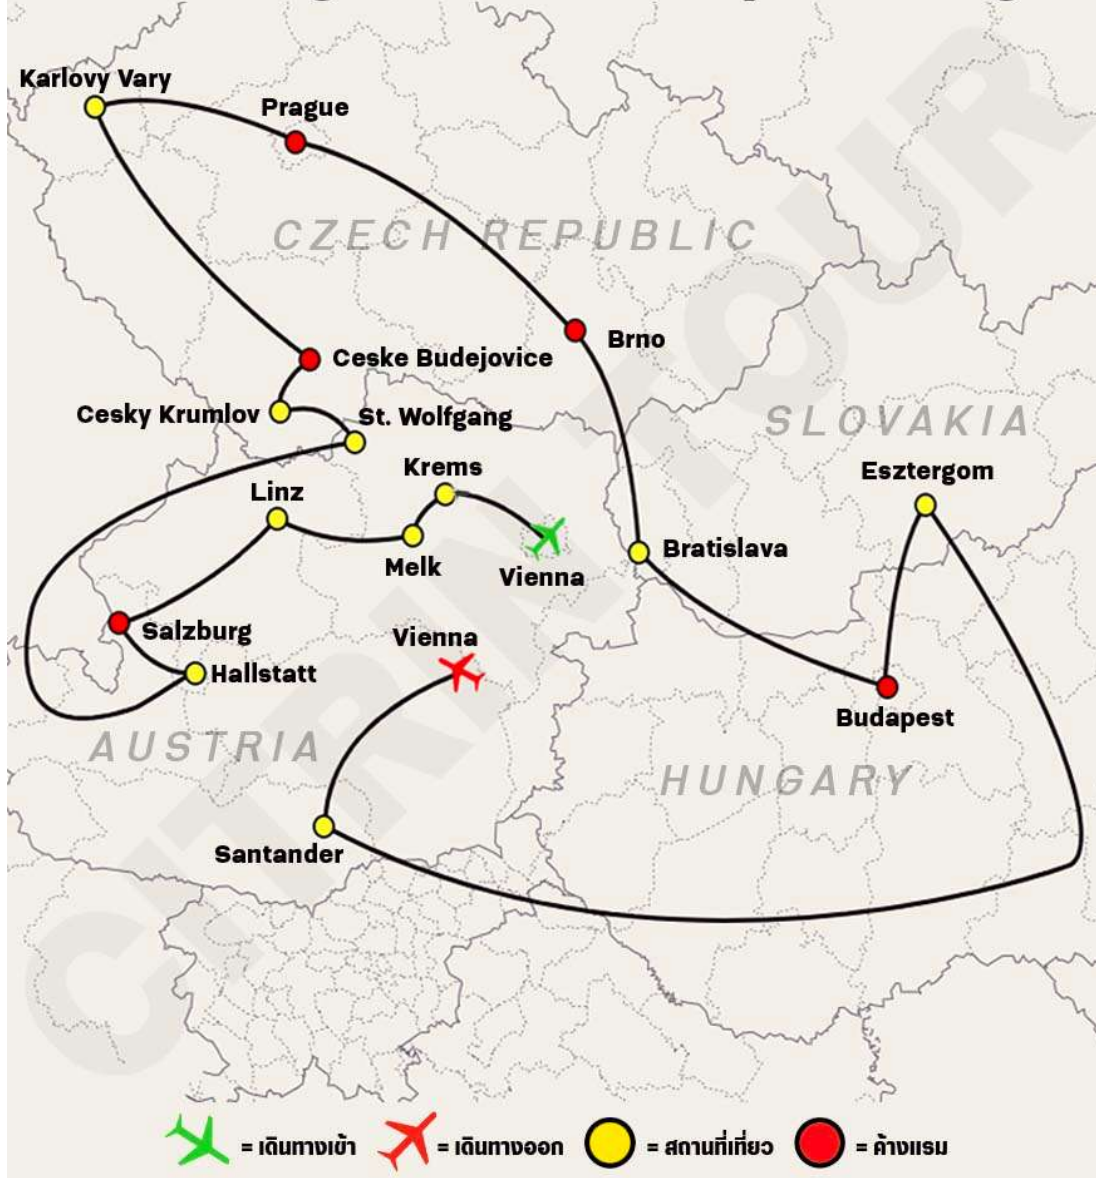 Karlovy Vary
Prague
CZECH REPUBLIC
Brno
Ceske Budejovice
Cesky Krumlov
St. Wolfgang
SLOVAKIA
Krems
Esztergom
Linz
Bratislava
Melk
Vienna
Salzburg
Vienna
Hallstatt
Budapest
AUSTRIA
HUNGARY
Santander
CITRIN TOUR
= เดินทางเข้า = เดินทางออก = สถานที่เที่ยว = ค้างแรม